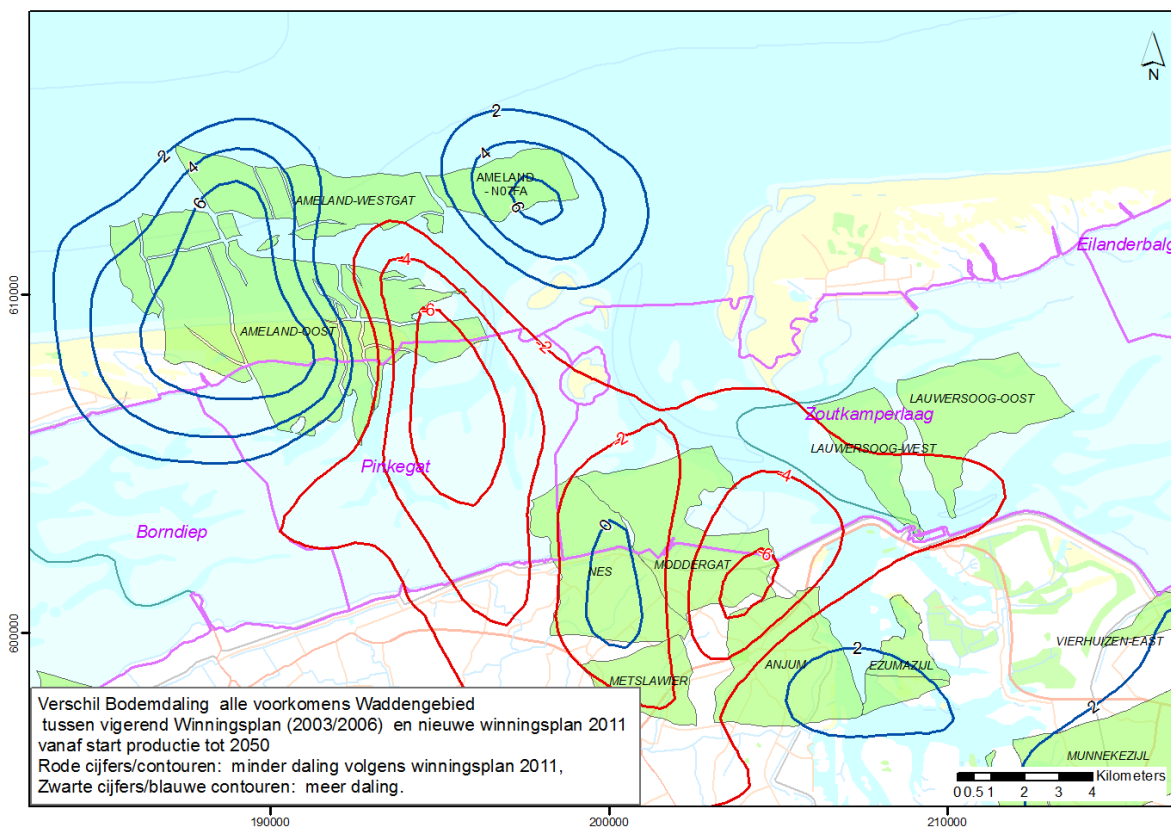 2
4
6
AMELAND-WESTGAT
2
4
AMELAND
- N07FA
6
N
Eilanderbalg
-4
-6
-2
AMELAND-OOST
LAUWERSOOG-OOST
Zoutkamperlaag
LAUWERSOOG-WEST
Pinkegat
-2
-4
Borndiep
0
-6
NES
MODDERGAT
METSLAWIER
ANJUM
2
EZUMAZIJL
VIERHUIZEN-EAST
2
MUNNEKEZIJL
610000
600000
Verschil Bodemdaling alle voorkomens Waddengebied
tussen vigerend Winningsplan (2003/2006) en nieuwe winningsplan 2011
vanaf start productie tot 2050
Rode cijfers/contouren: minder daling volgens winningsplan 2011,
Zwarte cijfers/blauwe contouren: meer daling.
Kilometers
0 0.5 1 2 3 4
190000 200000 210000